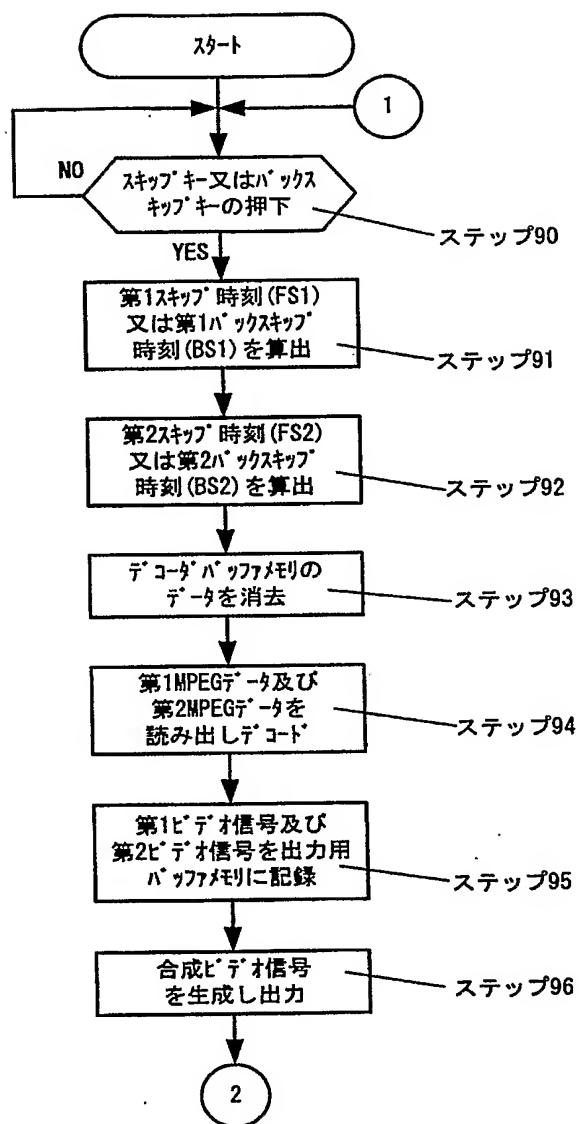 スタート
1
NO
スキップキー又はバックス
キップキーの押下
ステップ90
YES
第1スキップ時刻(FS1)
又は第1バックスキップ
時刻(BS1)を算出
ステップ91
第2スキップ時刻(FS2)
又は第2バックスキップ
時刻(BS2)を算出
ステップ92
デコーダバッファメモリの
データを消去
ステップ93
第1MPEGデータ及び
第2MPEGデータを
読み出しデコード
ステップ94
第1ビデオ信号及び
第2ビデオ信号を出力用
バッファメモリに記録
ステップ95
合成ビデオ信号
を生成し出力
ステップ96
2